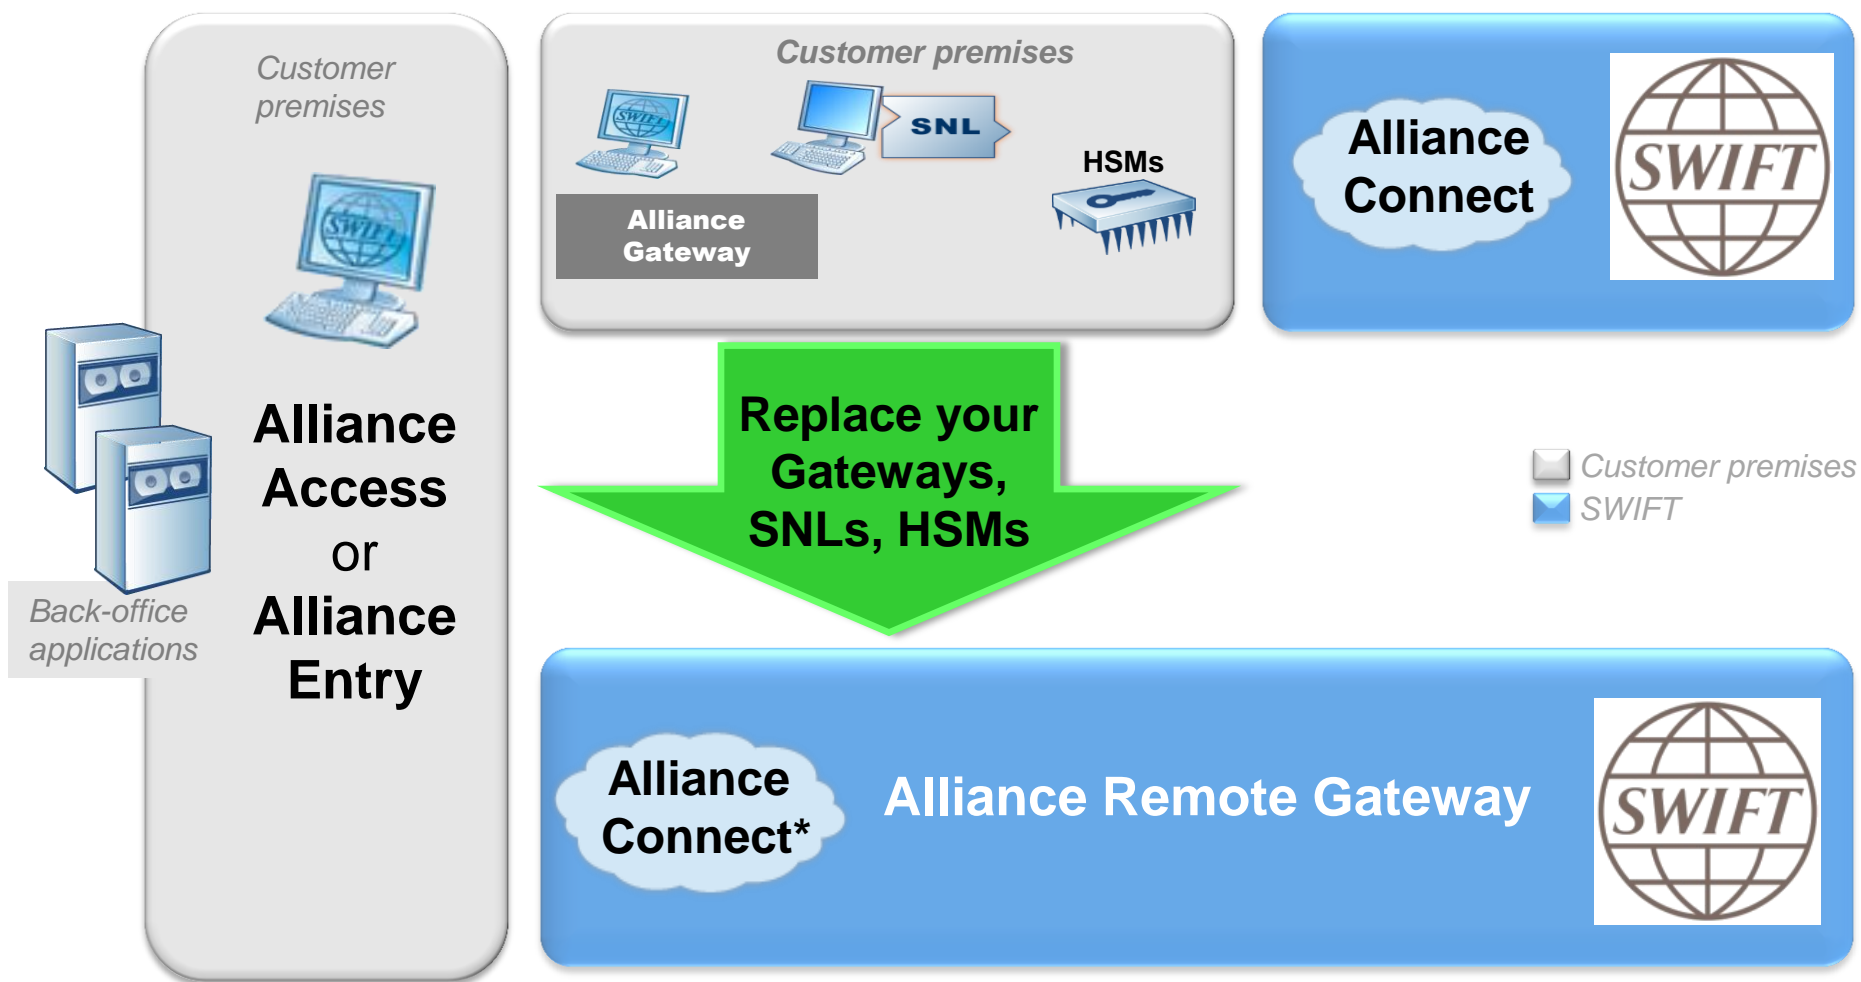 Customer
premises
Alliance
Access
or
Alliance
Entry
Back-office
applications
Customer premises
SWIFT
SNL
HSMs
Alliance
Gateway
Alliance
Connect
SWIFT
Replace your
Gateways,
SNLs, HSMs
Customer premises
SWIFT
Alliance
Connect*
Alliance Remote Gateway
SWIFT
SWIFT